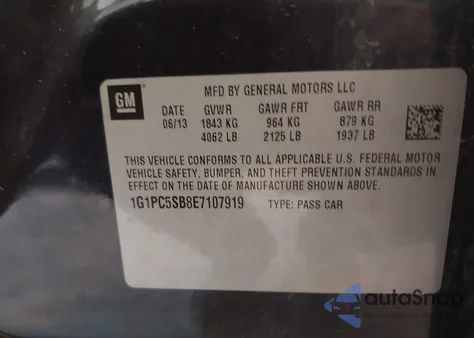 GM
MFD BY GENERAL MOTORS LLC
DATE GVWR GAWR FRT GAWR RR
06/13 1843 KG 964 KG 879 KG
4062 LB 2125 LB 1937 LB
THIS VEHICLE CONFORMS TO ALL APPLICABLE U.S. FEDERAL MOTOR
VEHICLE SAFETY, BUMPER, AND THEFT PREVENTION STANDARDS IN
EFFECT ON THE DATE OF MANUFACTURE SHOWN ABOVE.
1G1PC5SB8E7107919 TYPE: PASS CAR
autaSnap